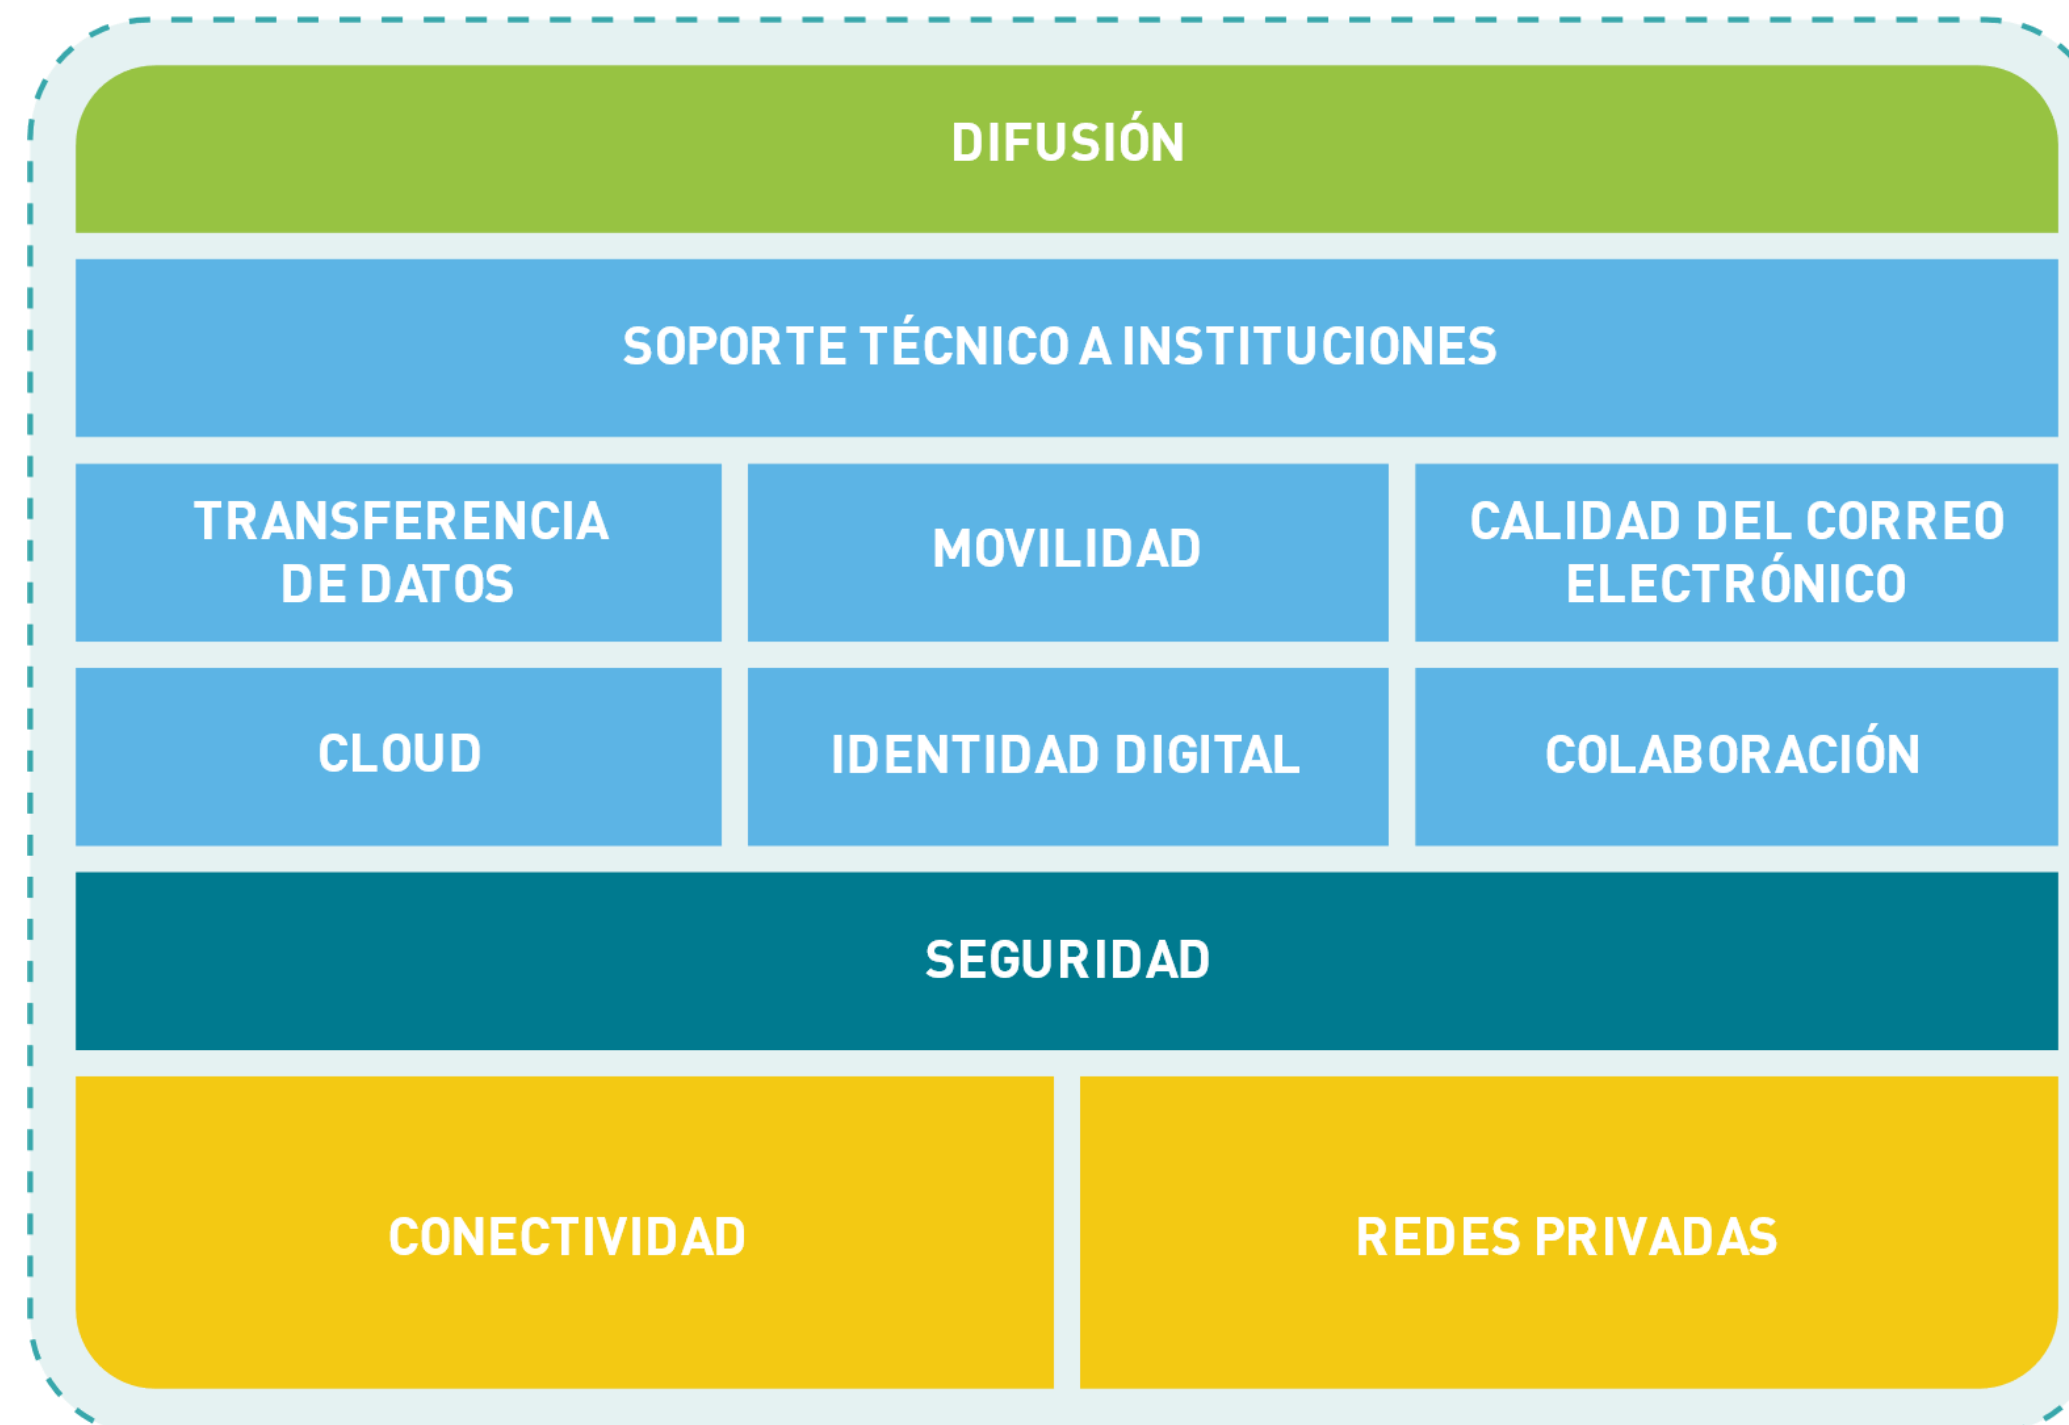 DIFUSIÓN
SOPORTE TÉCNICO A INSTITUCIONES
TRANSFERENCIA
DE DATOS
MOVILIDAD
CALIDAD DEL CORREO
ELECTRÓNICO
CLOUD
IDENTIDAD DIGITAL
COLABORACIÓN
SEGURIDAD
CONECTIVIDAD
REDES PRIVADAS